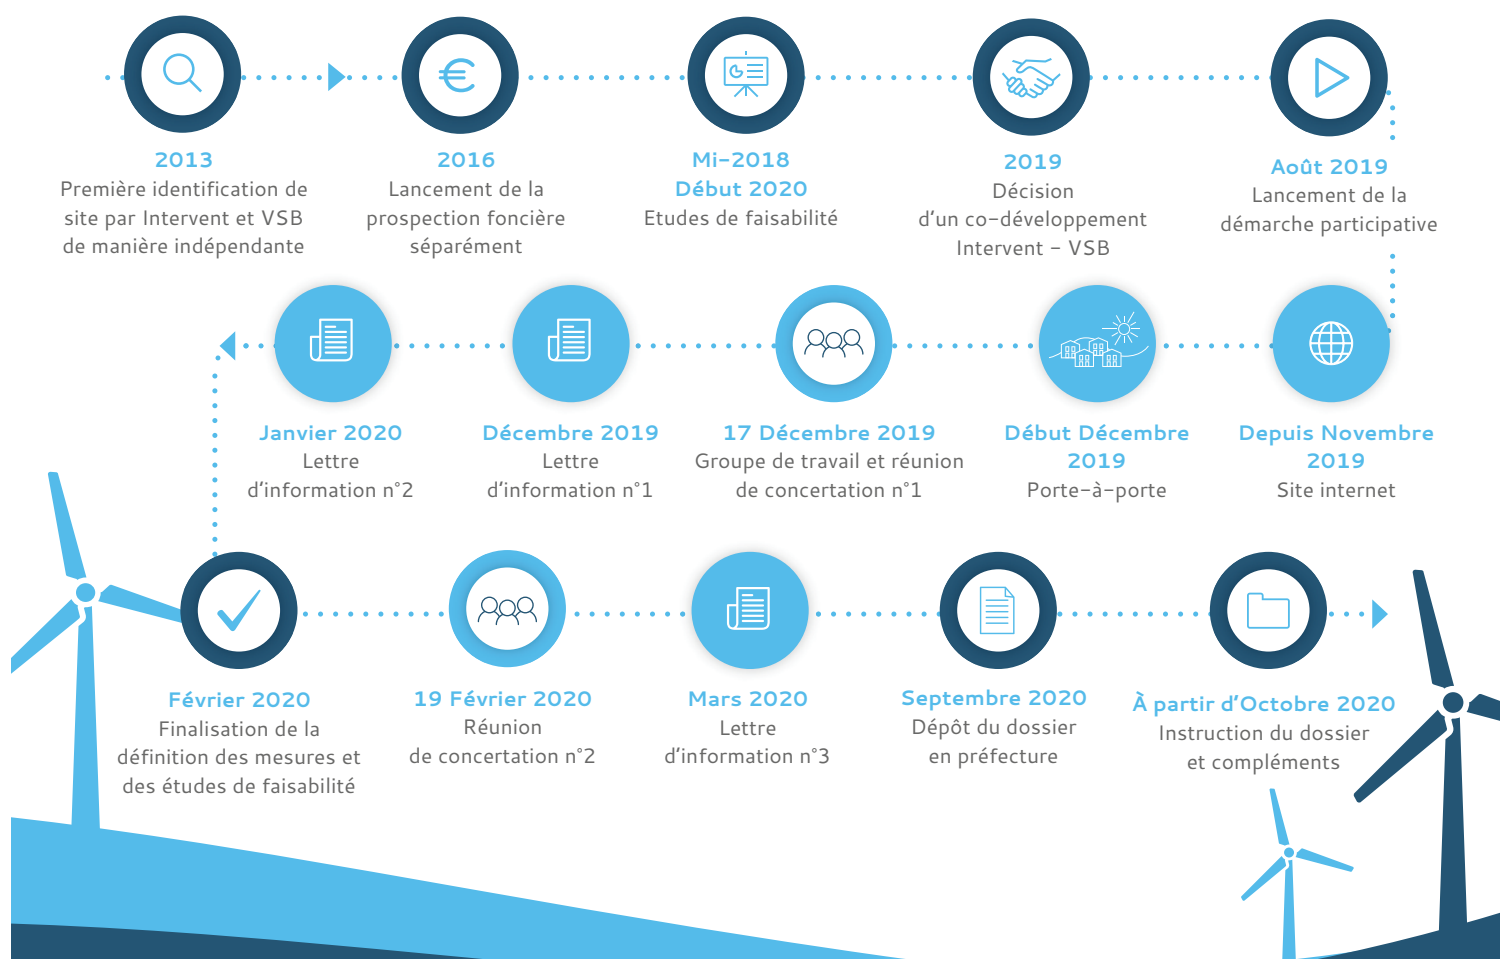 2013
Première identification de
site par Intervent et VSB
de manière indépendante
2016
Lancement de la
prospection foncière
séparément
Mi-2018
Début 2020
Etudes de faisabilité
2019
Décision
d'un co-développement
Intervent - VSB
Août 2019
Lancement de la
démarche participative
Janvier 2020
Lettre
d'information n°2
Décembre 2019
Lettre
d'information n°1
17 Décembre 2019
Groupe de travail et réunion
de concertation n°1
Début Décembre
2019
Porte-à-porte
Depuis Novembre
2019
Site internet
Février 2020
Finalisation de la
définition des mesures et
des études de faisabilité
19 Février 2020
Réunion
de concertation n°2
Mars 2020
Lettre
d'information n°3
Septembre 2020
Dépôt du dossier
en préfecture
À partir d'Octobre 2020
Instruction du dossier
et compléments